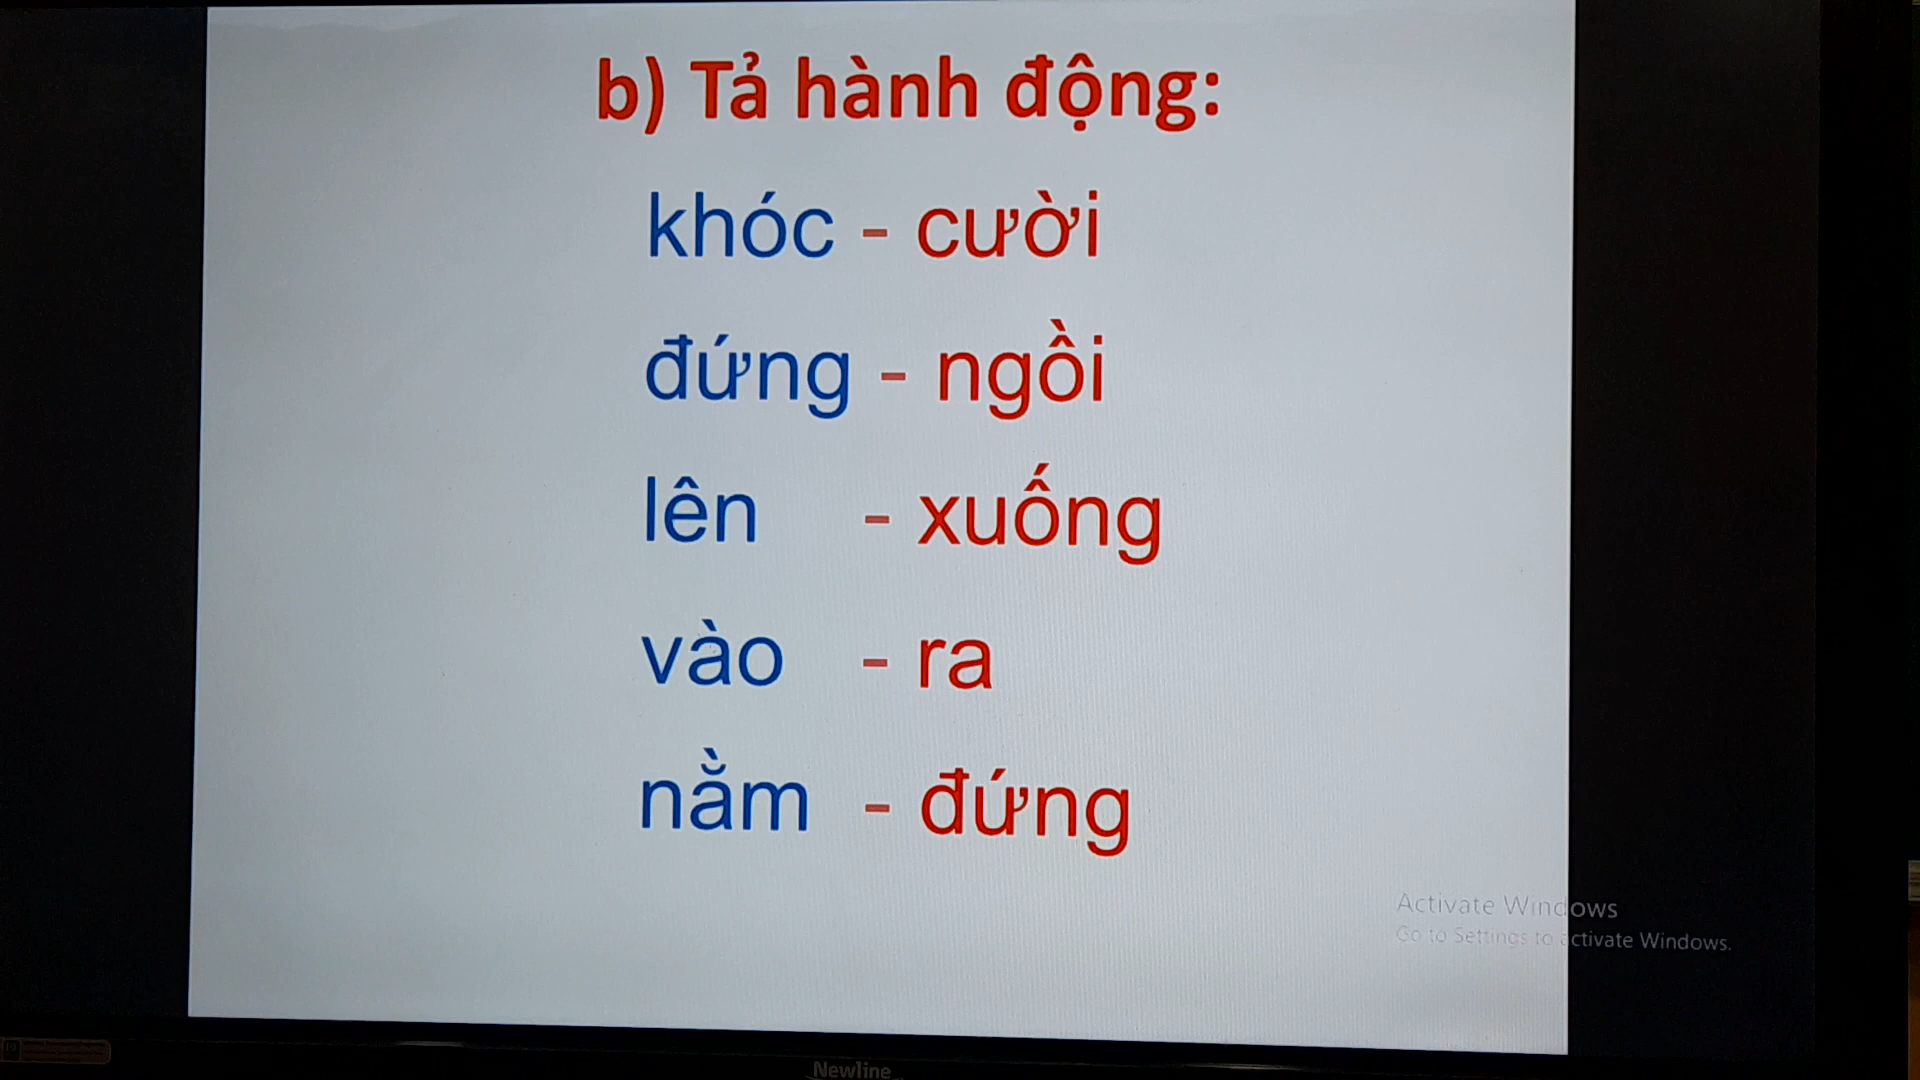 b) Tả hành động:
khóc - cười
đứng - ngồi
lên - xuống
vào - ra
nằm - đứng
Activate Windows
Go to Settings to activate Windows.
Newline